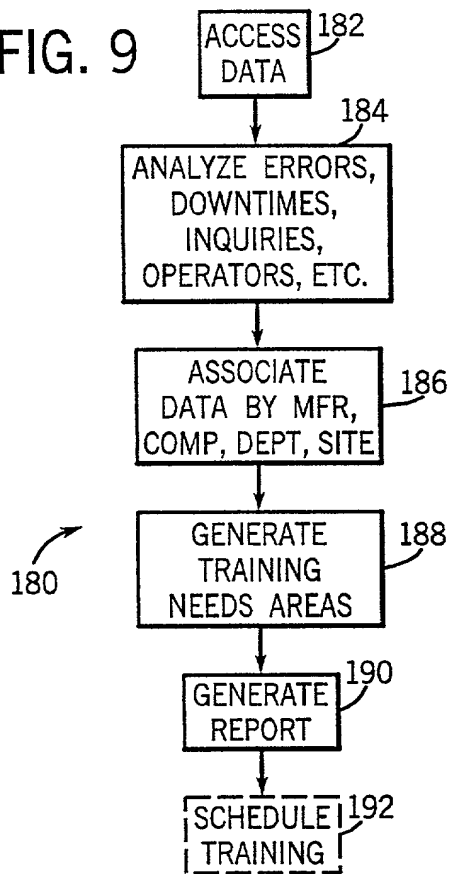 FIG. 9
ACCESS
DATA
182
184
ANALYZE ERRORS,
DOWNTIMES,
INQUIRIES,
OPERATORS, ETC.
ASSOCIATE
DATA BY MFR,
COMP, DEPT, SITE
186
GENERATE
TRAINING
NEEDS AREAS
188
180
GENERATE
REPORT
190
SCHEDULE
TRAINING
192